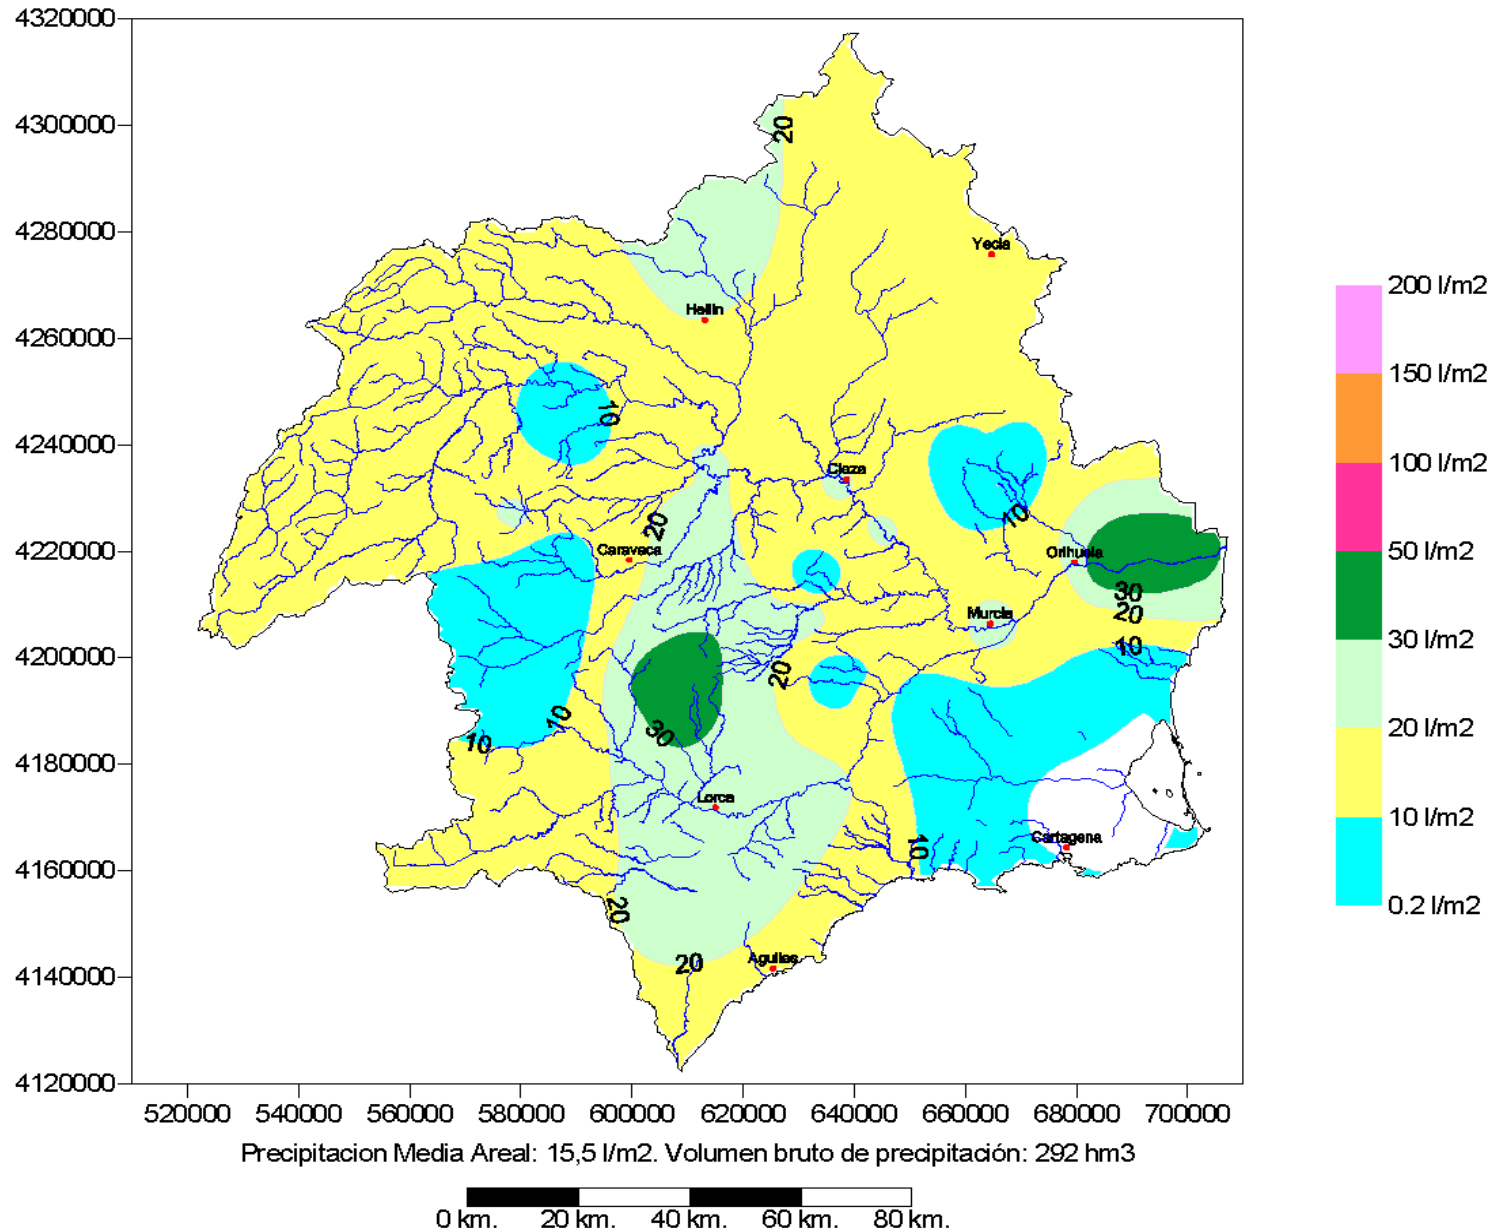 4320000
4300000
4280000
4260000
4240000
4220000
4200000
4180000
4160000
4140000
4120000
20
Yecla
Hellin
10
Cieza
20
10
Caravaca
Orihuela
30
20
Murcia
10
20
10
30
10
Lorca
Cartagena
10
20
20
Aguilas
200 l/m2
150 l/m2
100 l/m2
50 l/m2
30 l/m2
20 l/m2
10 l/m2
0.2 l/m2
520000 540000 560000 580000 600000 620000 640000 660000 680000 700000
Precipitacion Media Areal: 15,5 l/m2. Volumen bruto de precipitación: 292 hm3
0 km. 20 km. 40 km. 60 km. 80 km.